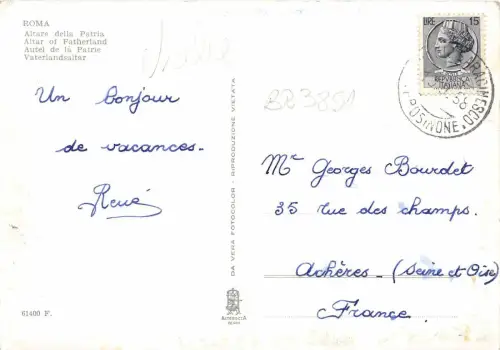 ROMA
Altare della Patria
Altar of Fatherland
Autel de la Patrie
Vaterlandsaltar
Italie
BR3851
LIRE 15
REPUBBLICA
ITALIANA
FROSINONE
Un bonjour
de vacances-
René
DA VERA FOTOCOLOR - RIPRODUZIONE VIETATA
Mr Georges Bourdet
35 rue des champs.
Achères - (Seine et Oise)
France.
61400 F.